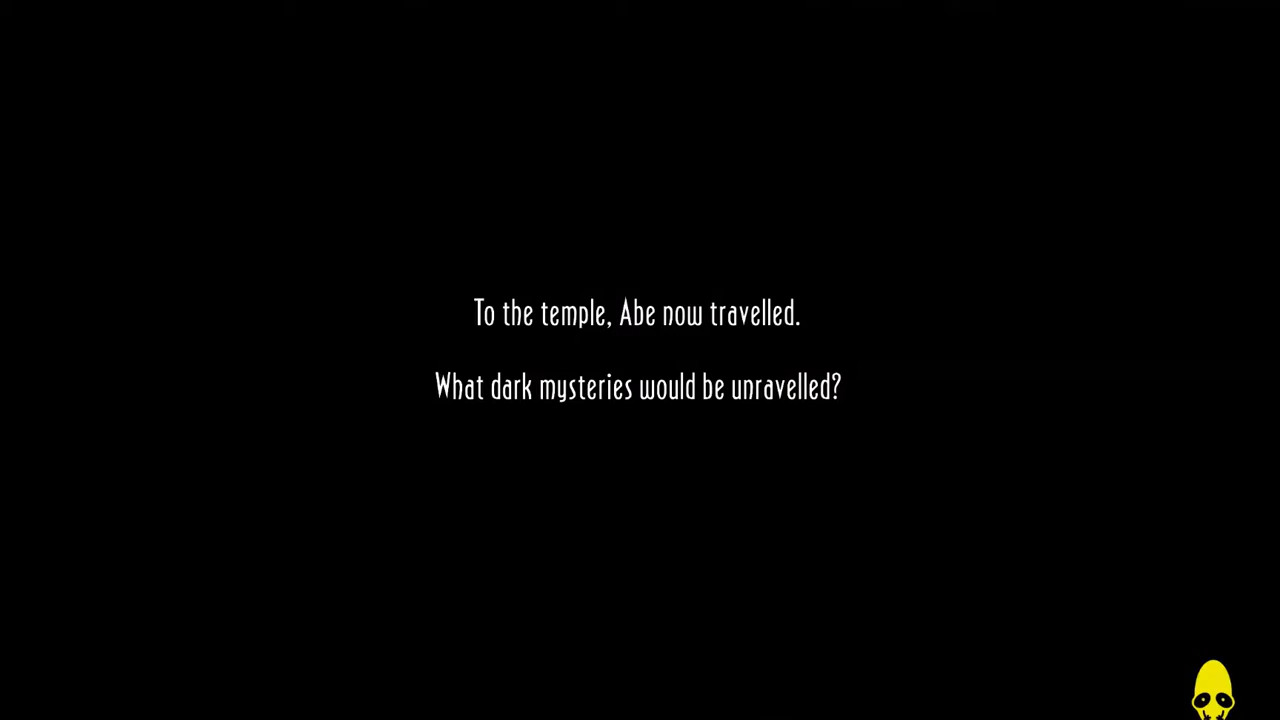 To the temple, Abe now travelled.
What dark mysteries would be unravelled?